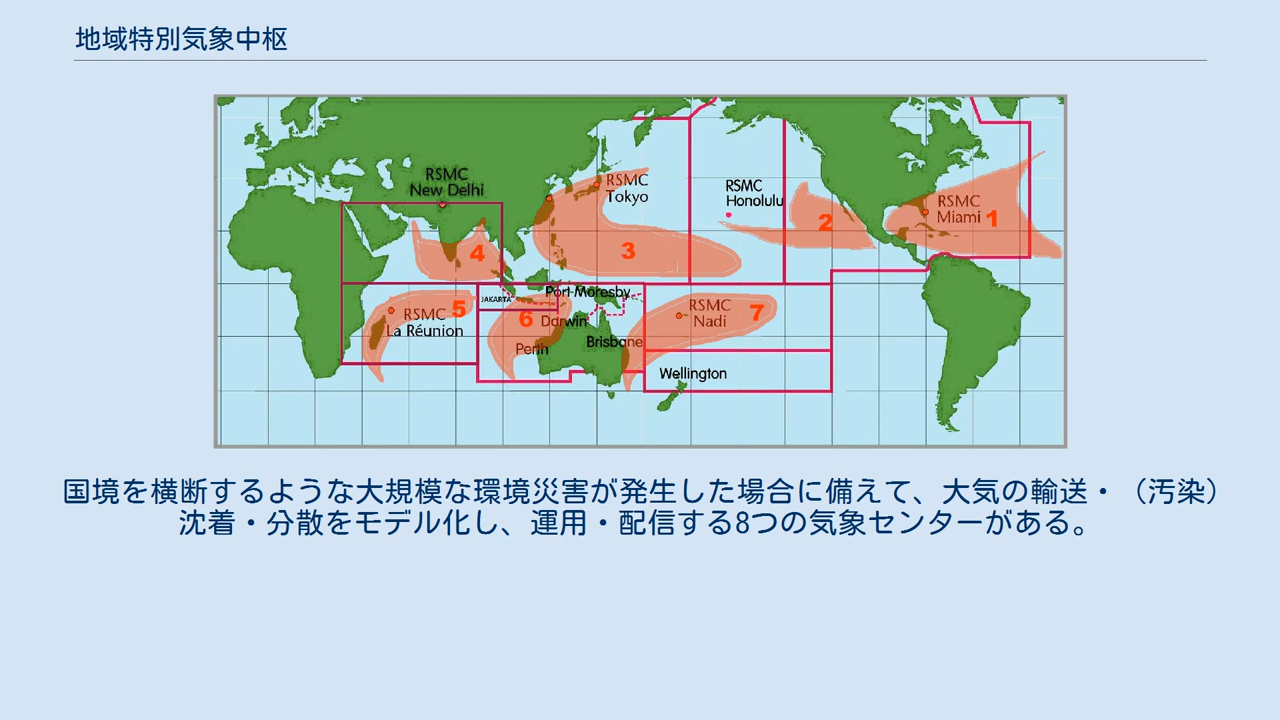 地域特別気象中枢
RSMC
New Delhi
RSMC
Tokyo
RSMC
Honolulu
2
RSMC
Miami 1
3
4
JAKARTA
Port Moresby
5
RSMC
La Réunion
6
Darwin
Perth
Brisbane
RSMC
Nadi
7
Wellington
国境を横断するような大規模な環境災害が発生した場合に備えて、大気の輸送・（汚染）
沈着・分散をモデル化し、運用・配信する8つの気象センターがある。